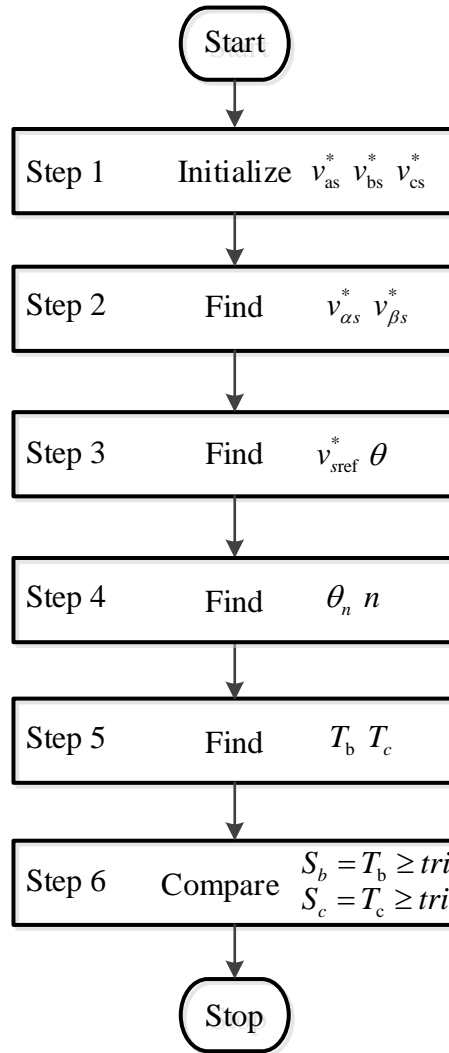 Start
Step 1 Initialize v*as v*bs v*cs
Step 2 Find v*αs v*βs
Step 3 Find v*sref θ
Step 4 Find θn n
Step 5 Find Tb Tc
Step 6 Compare Sb = Tb ≥ tri
Sc = Tc ≥ tri
Stop